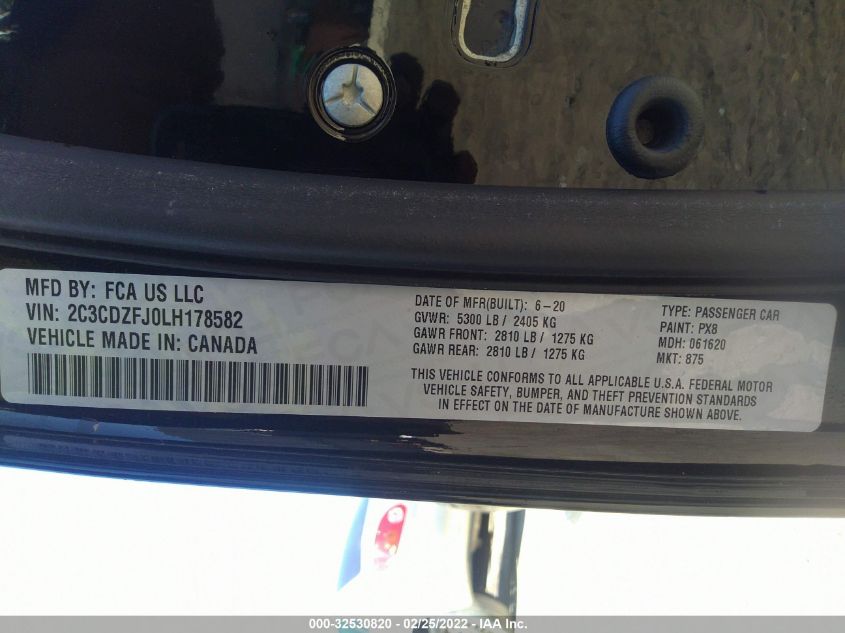 MFD BY: FCA US LLC
VIN: 2C3CDZFJ0LH178582
VEHICLE MADE IN: CANADA
DATE OF MFR(BUILT): 6-20
GVWR: 5300 LB / 2405 KG
GAWR FRONT: 2810 LB / 1275 KG
GAWR REAR: 2810 LB / 1275 KG
TYPE: PASSENGER CAR
PAINT: PX8
MDH: 061620
MKT: 875
THIS VEHICLE CONFORMS TO ALL APPLICABLE U.S.A. FEDERAL MOTOR
VEHICLE SAFETY, BUMPER, AND THEFT PREVENTION STANDARDS
IN EFFECT ON THE DATE OF MANUFACTURE SHOWN ABOVE.
000-32530820 - 02/25/2022 - IAA Inc.